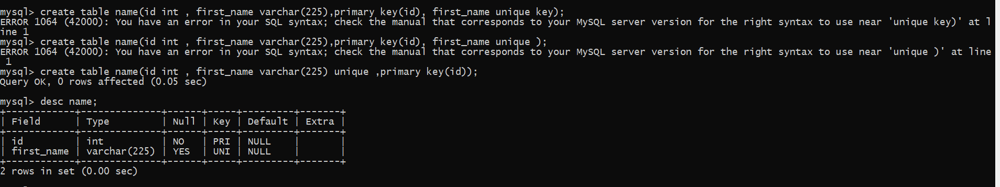 mysql> create table name(id int , first_name varchar(225),primary key(id), first_name unique key);
ERROR 1064 (42000): You have an error in your SQL syntax; check the manual that corresponds to your MySQL server version for the right syntax to use near 'unique key)' at l
ine 1
mysql> create table name(id int , first_name varchar(225),primary key(id), first_name unique );
ERROR 1064 (42000): You have an error in your SQL syntax; check the manual that corresponds to your MySQL server version for the right syntax to use near 'unique )' at line
 1
mysql> create table name(id int , first_name varchar(225) unique ,primary key(id));
Query OK, 0 rows affected (0.05 sec)

mysql> desc name;
+------------+--------------+------+-----+---------+-------+
| Field      | Type         | Null | Key | Default | Extra |
+------------+--------------+------+-----+---------+-------+
| id         | int          | NO   | PRI | NULL    |       |
| first_name | varchar(225) | YES  | UNI | NULL    |       |
+------------+--------------+------+-----+---------+-------+
2 rows in set (0.00 sec)